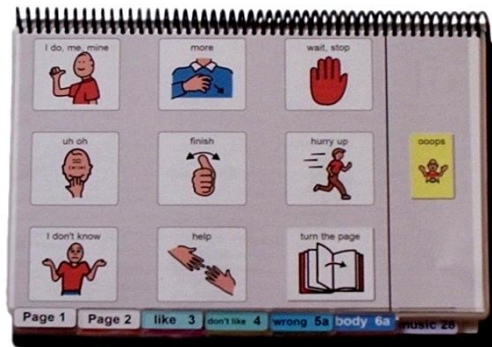 I do, me, mine
more
wait, stop
uh oh
finish
hurry up
ooops
I don't know
help
turn the page
Page 1
Page 2
like 3
don't like 4
wrong 5a
body 6a
music 28